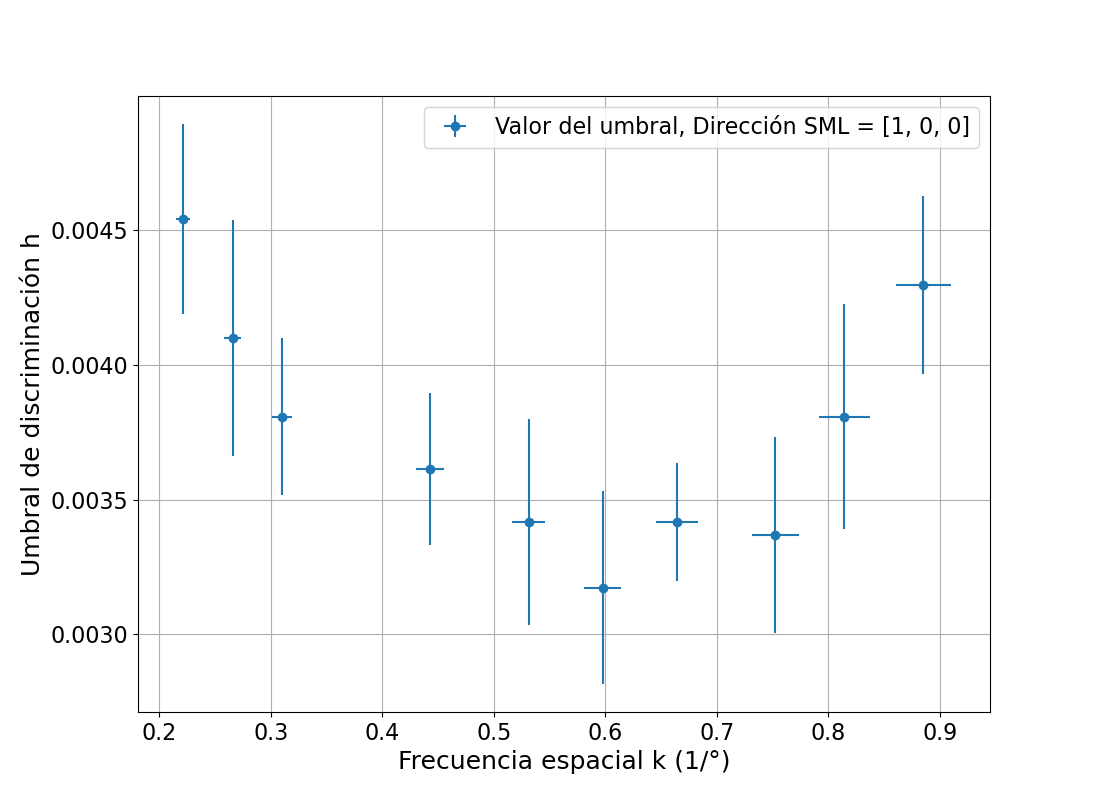 Valor del umbral, Dirección SML = [1, 0, 0]
Umbral de discriminación h
0.0045
0.0040
0.0035
0.0030
0.2 0.3 0.4 0.5 0.6 0.7 0.8 0.9
Frecuencia espacial k (1/°)